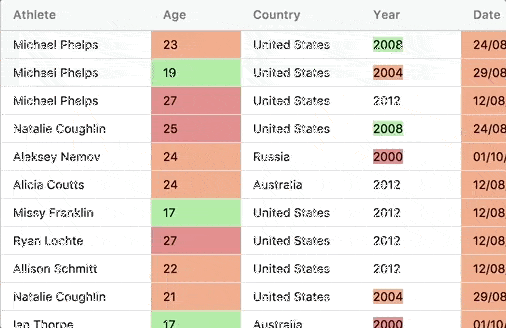 Athlete Age Country Year Date
Michael Phelps 23 United States 2008 24/08
Michael Phelps 19 United States 2004 29/08
Michael Phelps 27 United States 2012 12/08
Natalie Coughlin 25 United States 2008 24/08
Aleksey Nemov 24 Russia 2000 01/10
Alicia Coutts 24 Australia 2012 12/08
Missy Franklin 17 United States 2012 12/08
Ryan Lochte 27 United States 2012 12/08
Allison Schmitt 22 United States 2012 12/08
Natalie Coughlin 21 United States 2004 29/08
Ian Thorpe 17 Australia 2000 01/10